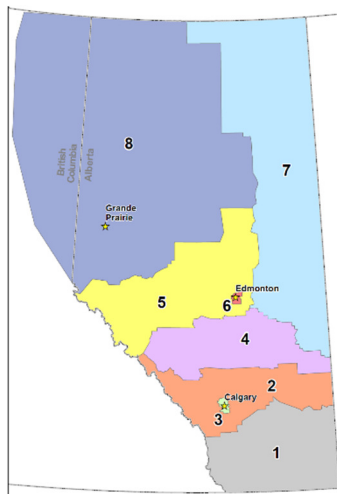 8
British
Columbia
Alberta
7
Grande
Prairie
Edmonton
5
6
4
2
Calgary
3
1